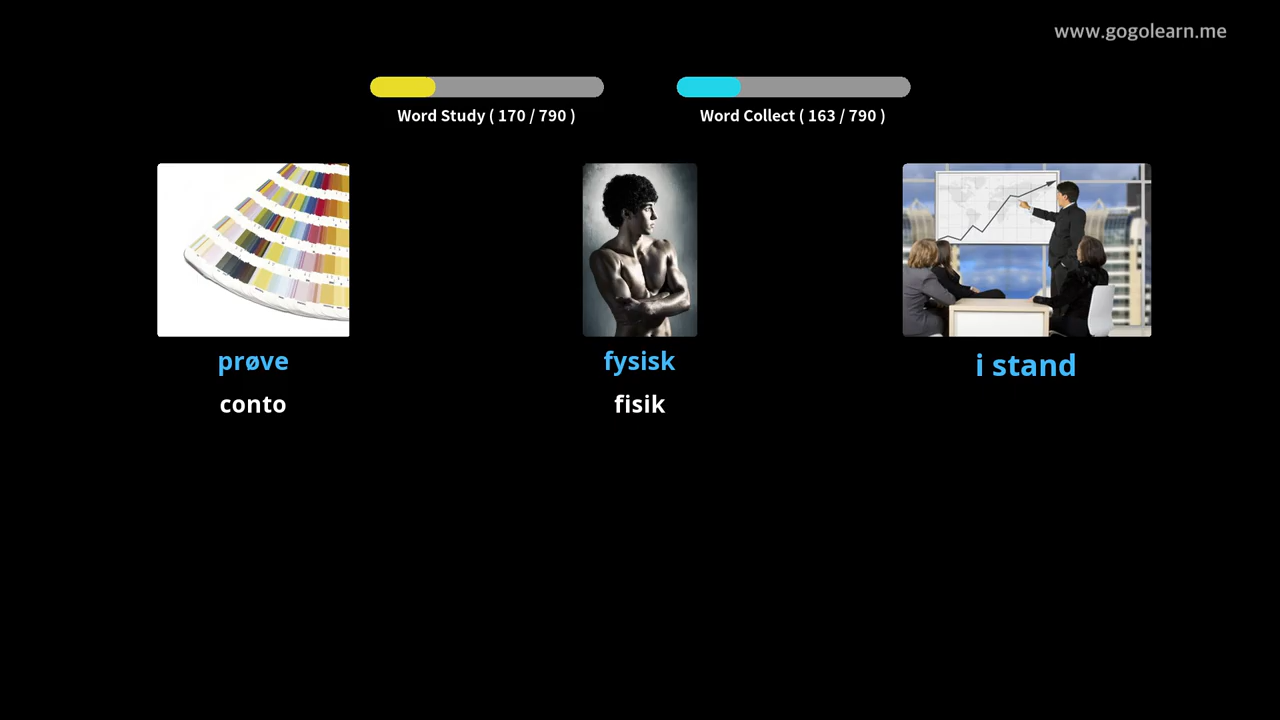 www.gogolearn.me
Word Study ( 170 / 790 )
Word Collect ( 163 / 790 )
prøve
fysisk
i stand
conto
fisik